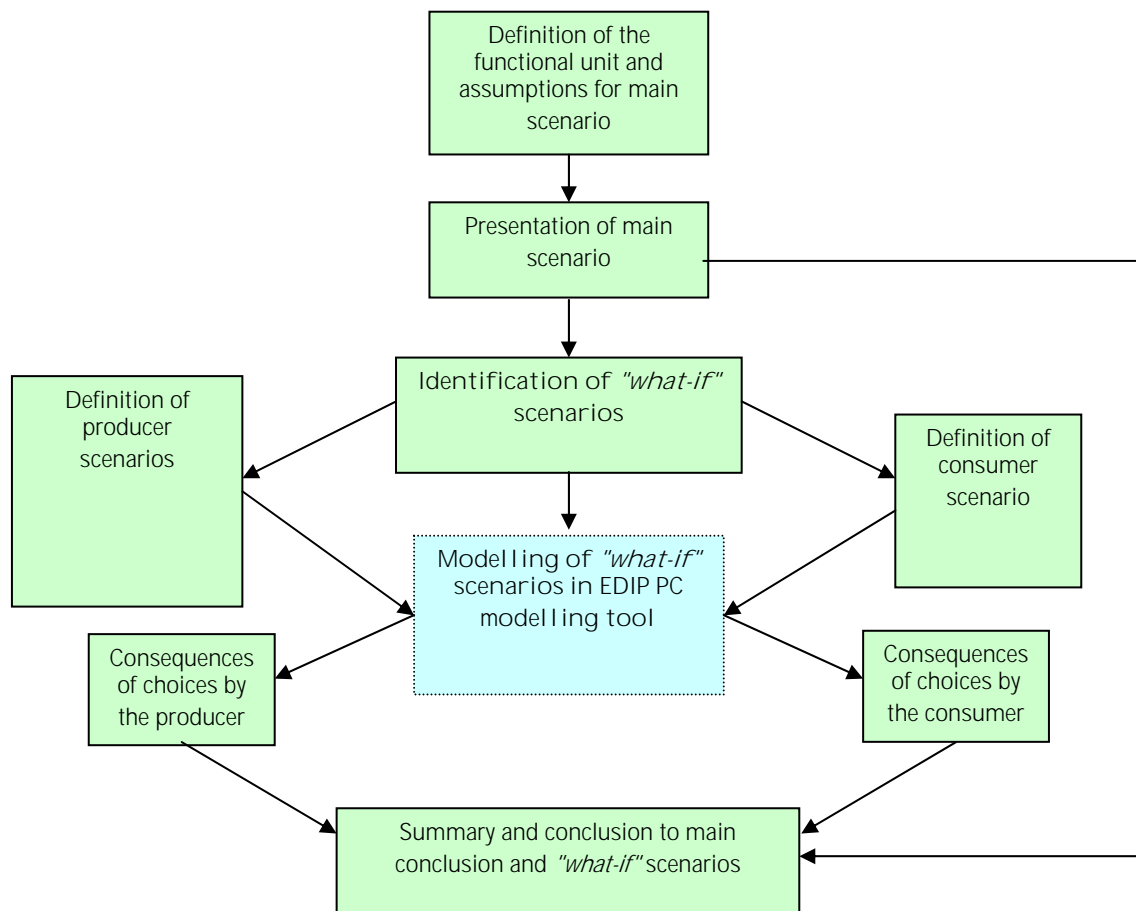 Definition of the
functional unit and
assumptions for main
scenario
Presentation of main
scenario
Identification of "what-if"
scenarios
Definition of
producer
scenarios
Definition of
consumer
scenario
Modelling of "what-if"
scenarios in EDIP PC
modelling tool
Consequences
of choices by
the producer
Consequences
of choices by
the consumer
Summary and conclusion to main
conclusion and "what-if" scenarios